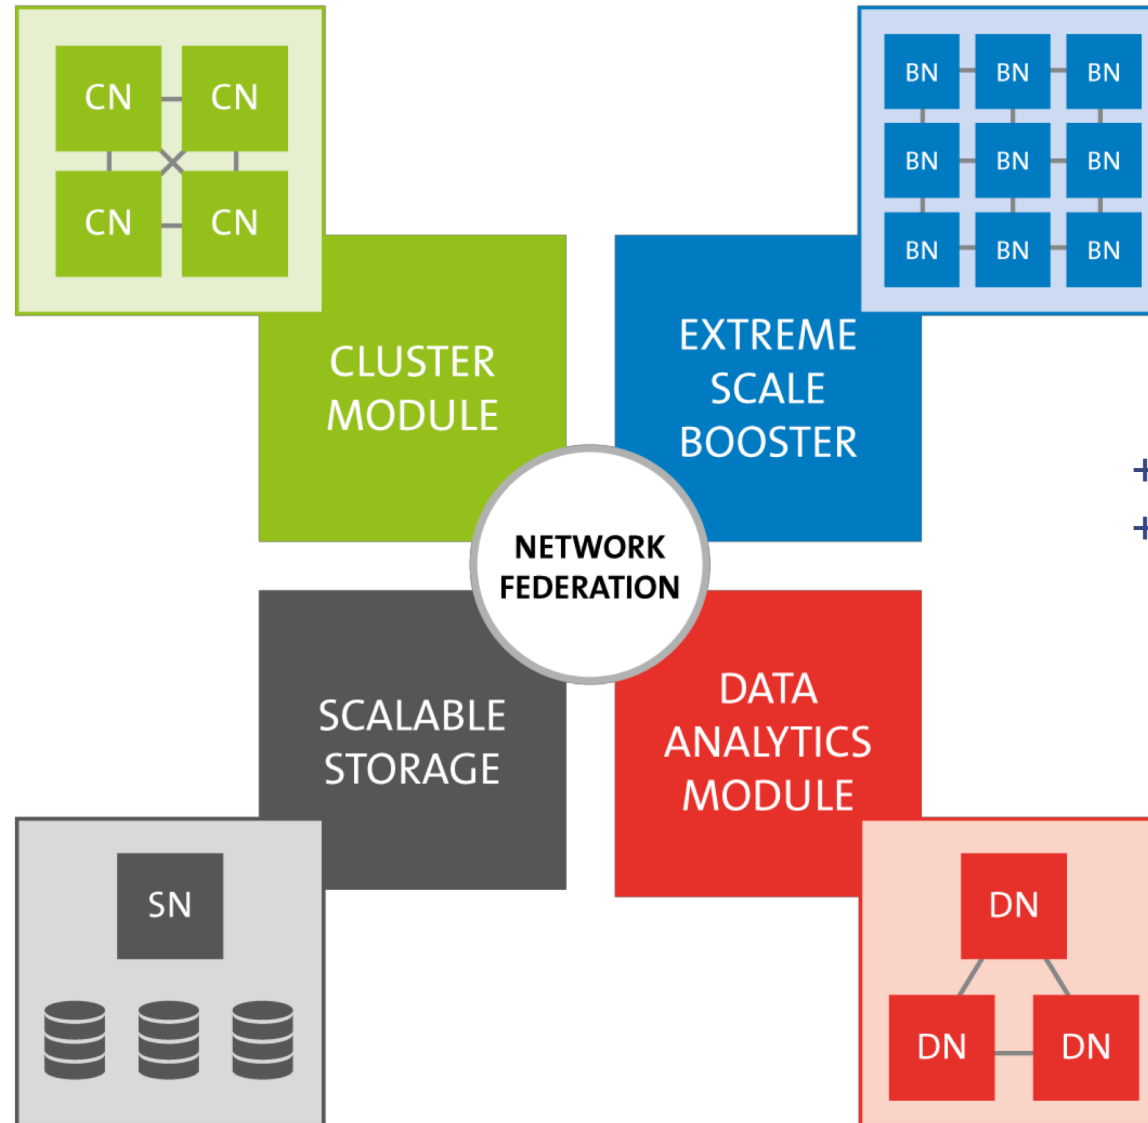 CN CN
CN CN
BN BN BN
BN BN BN
BN BN BN
CLUSTER
MODULE
EXTREME
SCALE
BOOSTER
+
+
NETWORK
FEDERATION
SCALABLE
STORAGE
DATA
ANALYTICS
MODULE
SN
DN
DN DN